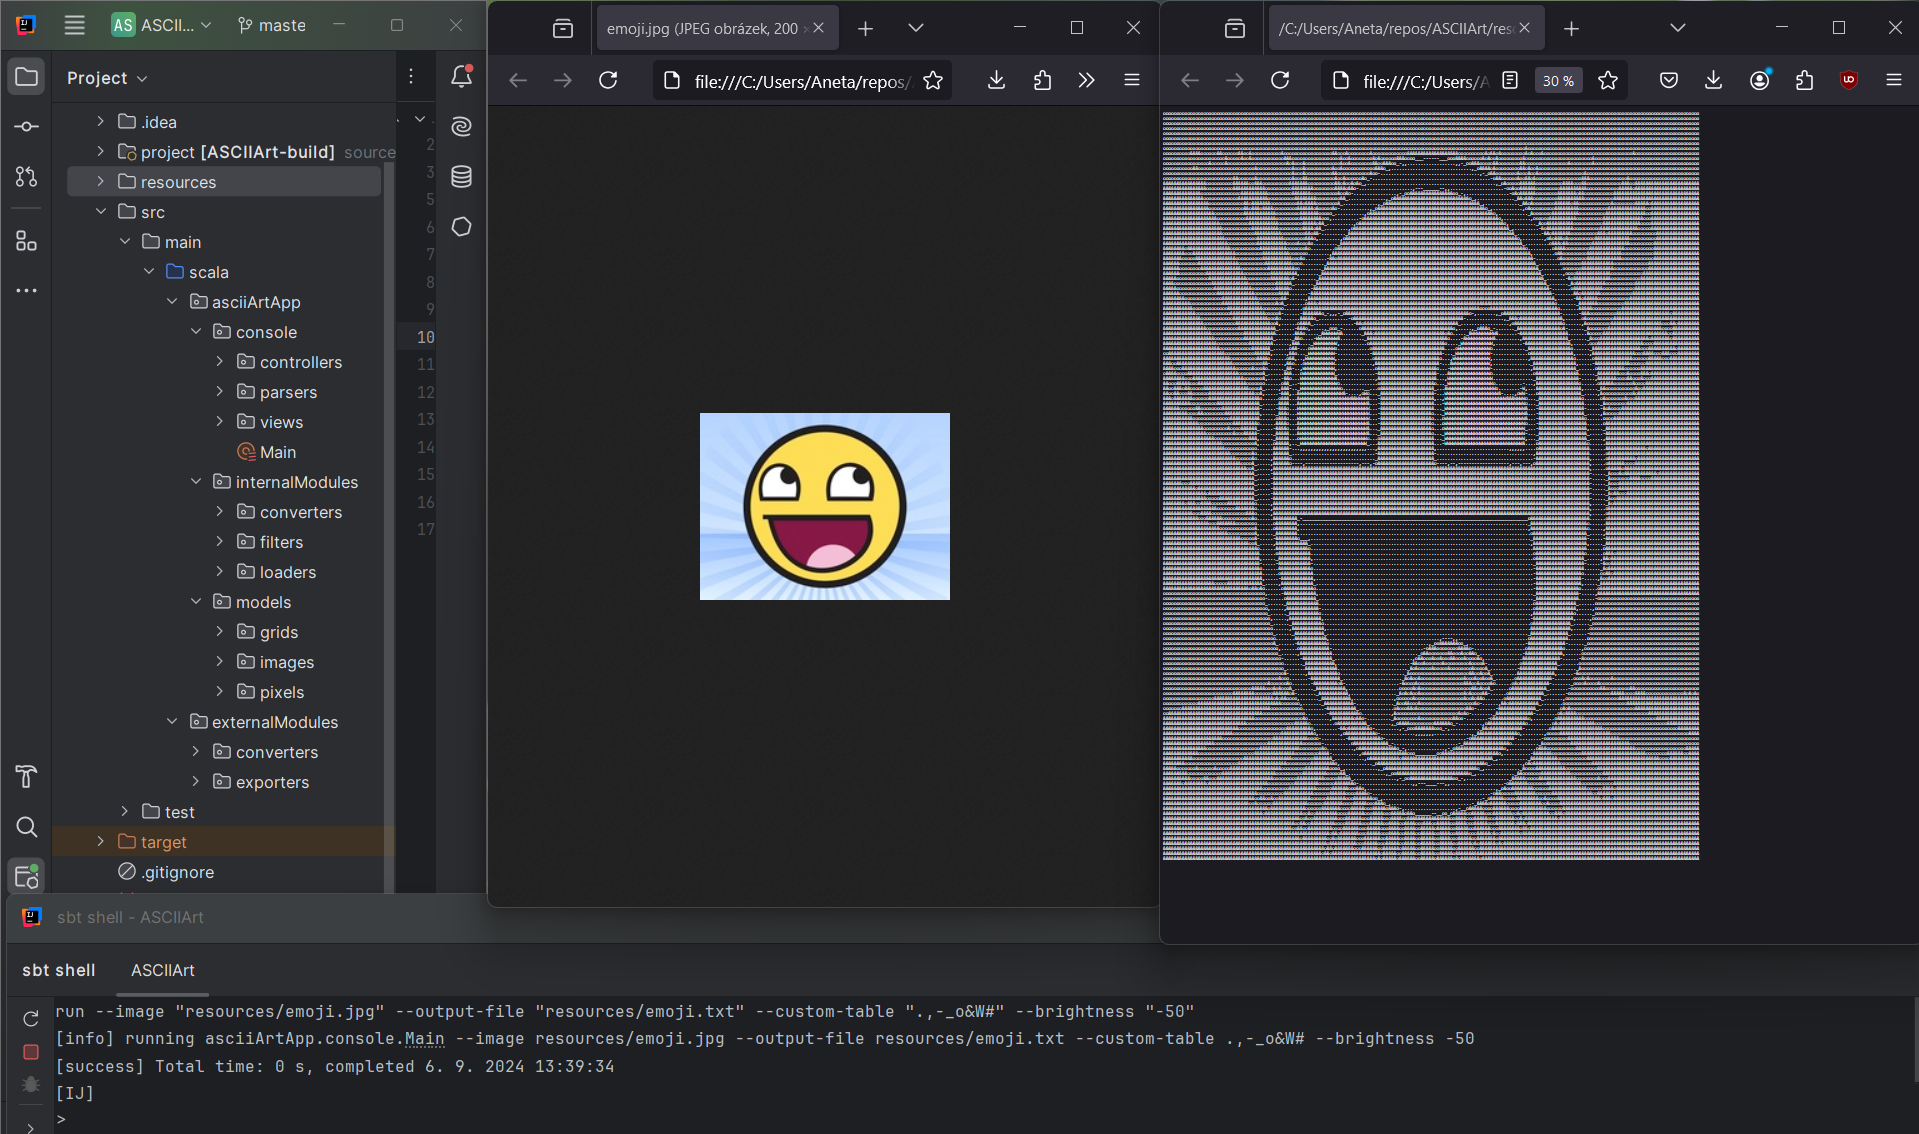 AS ASCII... maste
Project
.idea
project [ASCIIArt-build] source
resources
src
main
scala
asciiArtApp
console
controllers
parsers
views
Main
internalModules
converters
filters
loaders
models
grids
images
pixels
externalModules
converters
exporters
test
target
.gitignore
2
3
5
6
7
8
9
10
11
12
13
14
15
16
17
emoji.jpg (JPEG obrázek, 200
file:///C:/Users/Aneta/repos/
/C:/Users/Aneta/repos/ASCIIArt/res
file:///C:/Users/A 30 %
sbt shell - ASCIIArt
sbt shell ASCIIArt
run --image "resources/emoji.jpg" --output-file "resources/emoji.txt" --custom-table ".,-_o&W#" --brightness "-50"
[info] running asciiArtApp.console.Main --image resources/emoji.jpg --output-file resources/emoji.txt --custom-table .,-_o&W# --brightness -50
[success] Total time: 0 s, completed 6. 9. 2024 13:39:34
[IJ]
>